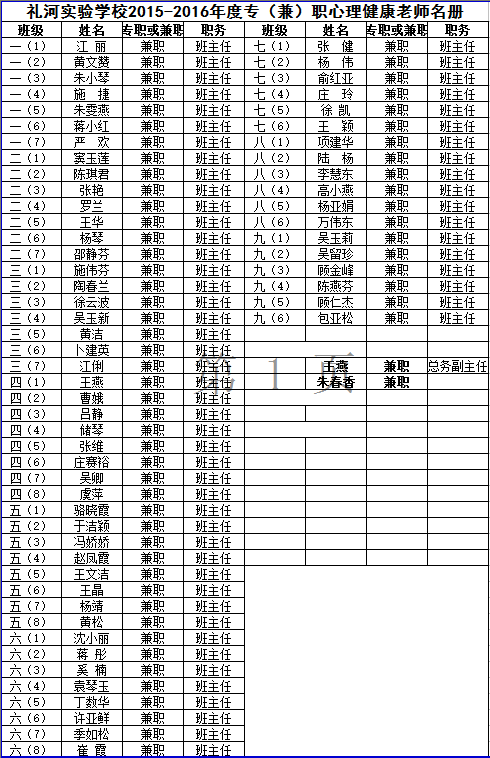 礼河实验学校2015-2016年度专（兼）职心理健康老师名册
班级 姓名 专职或兼职 职务 班级 姓名 专职或兼职 职务
一（1） 江 丽 兼职 班主任 七（1） 张 健 兼职 班主任
一（2） 黄文赟 兼职 班主任 七（2） 杨 伟 兼职 班主任
一（3） 朱小琴 兼职 班主任 七（3） 俞红亚 兼职 班主任
一（4） 施 捷 兼职 班主任 七（4） 庄 玲 兼职 班主任
一（5） 朱雯燕 兼职 班主任 七（5） 徐 凯 兼职 班主任
一（6） 蒋小红 兼职 班主任 七（6） 王 颖 兼职 班主任
一（7） 严 欢 兼职 班主任 八（1） 项建华 兼职 班主任
二（1） 窦玉莲 兼职 班主任 八（2） 陆 杨 兼职 班主任
二（2） 陈琪君 兼职 班主任 八（3） 李慧东 兼职 班主任
二（3） 张艳 兼职 班主任 八（4） 高小燕 兼职 班主任
二（4） 罗兰 兼职 班主任 八（5） 杨亚娟 兼职 班主任
二（5） 王华 兼职 班主任 八（6） 万伟东 兼职 班主任
二（6） 杨琴 兼职 班主任 九（1） 吴玉莉 兼职 班主任
二（7） 邵静芬 兼职 班主任 九（2） 吴留珍 兼职 班主任
三（1） 施伟芬 兼职 班主任 九（3） 顾金峰 兼职 班主任
三（2） 陶春兰 兼职 班主任 九（4） 陈燕芬 兼职 班主任
三（3） 徐云波 兼职 班主任 九（5） 顾仁杰 兼职 班主任
三（4） 吴玉新 兼职 班主任 九（6） 包亚松 兼职 班主任
三（5） 黄洁 兼职 班主任
三（6） 卜建英 兼职 班主任
三（7） 江俐 兼职 班主任 王燕 兼职 总务副主任
四（1） 王燕 兼职 班主任 朱春香 兼职
第 1 页
四（2） 曹娥 兼职 班主任
四（3） 吕静 兼职 班主任
四（4） 储琴 兼职 班主任
四（5） 张维 兼职 班主任
四（6） 庄赛裕 兼职 班主任
四（7） 吴卿 兼职 班主任
四（8） 虞萍 兼职 班主任
五（1） 骆晓霞 兼职 班主任
五（2） 于洁颖 兼职 班主任
五（3） 冯娇娇 兼职 班主任
五（4） 赵凤霞 兼职 班主任
五（5） 王文洁 兼职 班主任
五（6） 王晶 兼职 班主任
五（7） 杨靖 兼职 班主任
五（8） 黄松 兼职 班主任
六（1） 沈小丽 兼职 班主任
六（2） 蒋 彤 兼职 班主任
六（3） 奚 楠 兼职 班主任
六（4） 袁琴玉 兼职 班主任
六（5） 丁数华 兼职 班主任
六（6） 许亚鲜 兼职 班主任
六（7） 季如松 兼职 班主任
六（8） 崔 霞 兼职 班主任